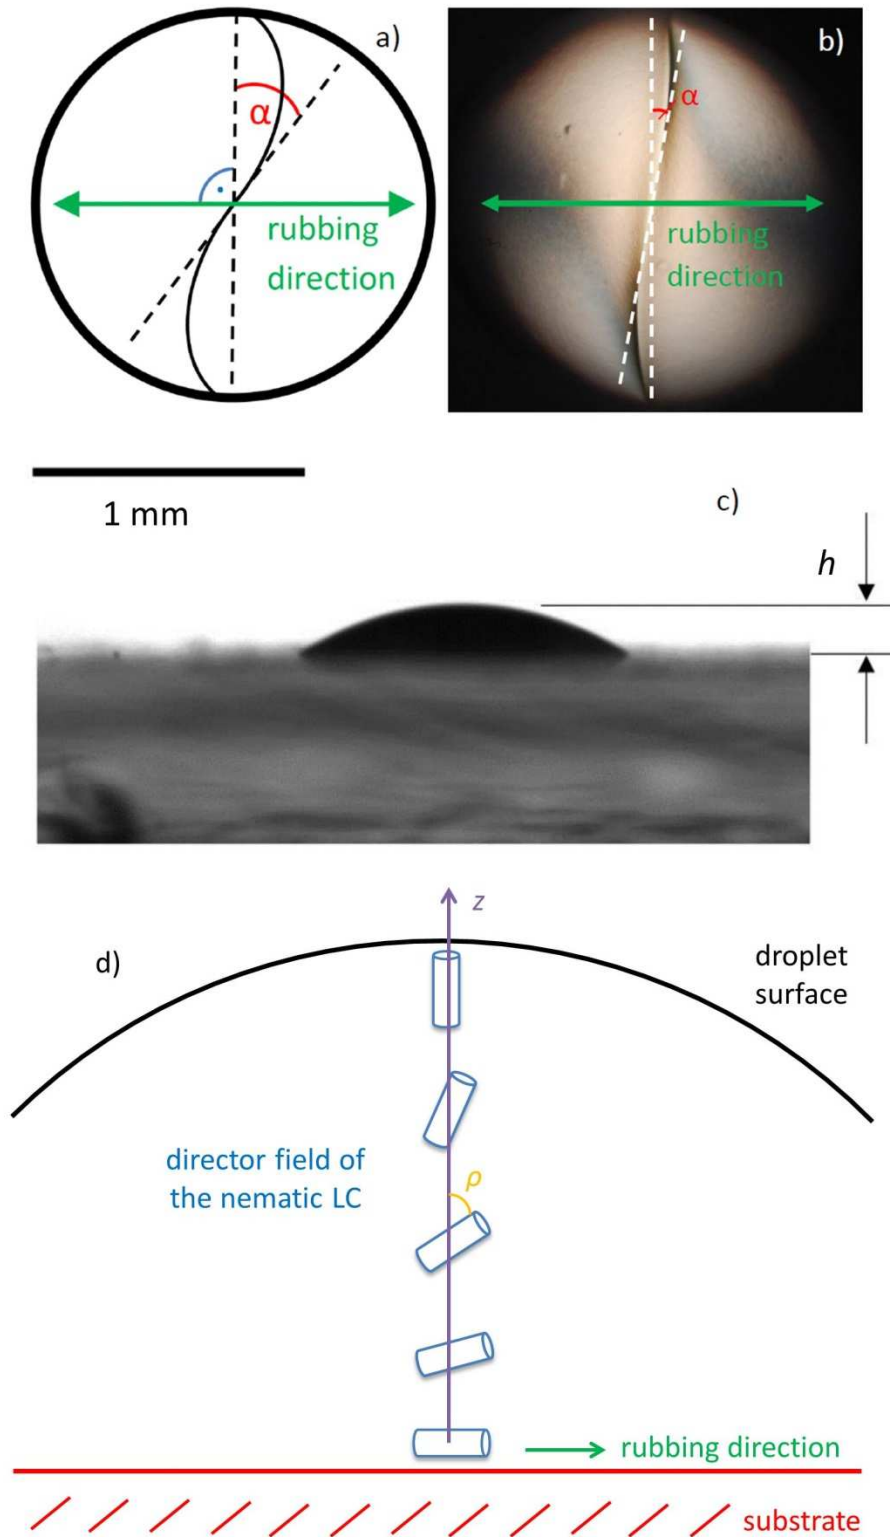 a)
α
rubbing
direction
b)
α
rubbing
direction
1 mm
c)
h
z
d)
droplet
surface
director field of
the nematic LC
ρ
rubbing direction
substrate